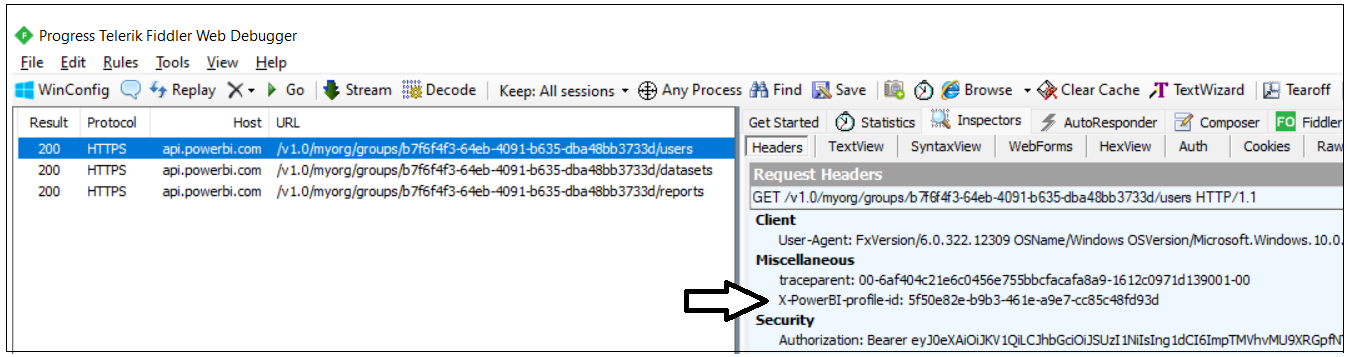 Progress Telerik Fiddler Web Debugger
File Edit Rules Tools View Help
WinConfig Replay X Go Stream Decode Keep: All sessions Any Process Find Save Browse Clear Cache TextWizard Tearoff
Result Protocol Host URL
200 HTTPS api.powerbi.com /v1.0/myorg/groups/b7f6f4f3-64eb-4091-b635-dba48bb3733d/users
200 HTTPS api.powerbi.com /v1.0/myorg/groups/b7f6f4f3-64eb-4091-b635-dba48bb3733d/datasets
200 HTTPS api.powerbi.com /v1.0/myorg/groups/b7f6f4f3-64eb-4091-b635-dba48bb3733d/reports
Get Started Statistics Inspectors AutoResponder Composer FO Fiddler
Headers TextView SyntaxView WebForms HexView Auth Cookies Raw
Request Headers
GET /v1.0/myorg/groups/b7f6f4f3-64eb-4091-b635-dba48bb3733d/users HTTP/1.1
Client
User-Agent: FxVersion/6.0.322.12309 OSName/Windows OSVersion/Microsoft.Windows.10.0.
Miscellaneous
traceparent: 00-6af404c21e6c0456e755bbcfacafa8a9-1612c0971d139001-00
X-PowerBI-profile-id: 5f50e82e-b9b3-461e-a9e7-cc85c48fd93d
Security
Authorization: Bearer eyJ0eXAiOiJKV1QiLCJhbGciOiJSUzI1NiIsIng1dCI6ImpTMVhvMU9XRGpfN